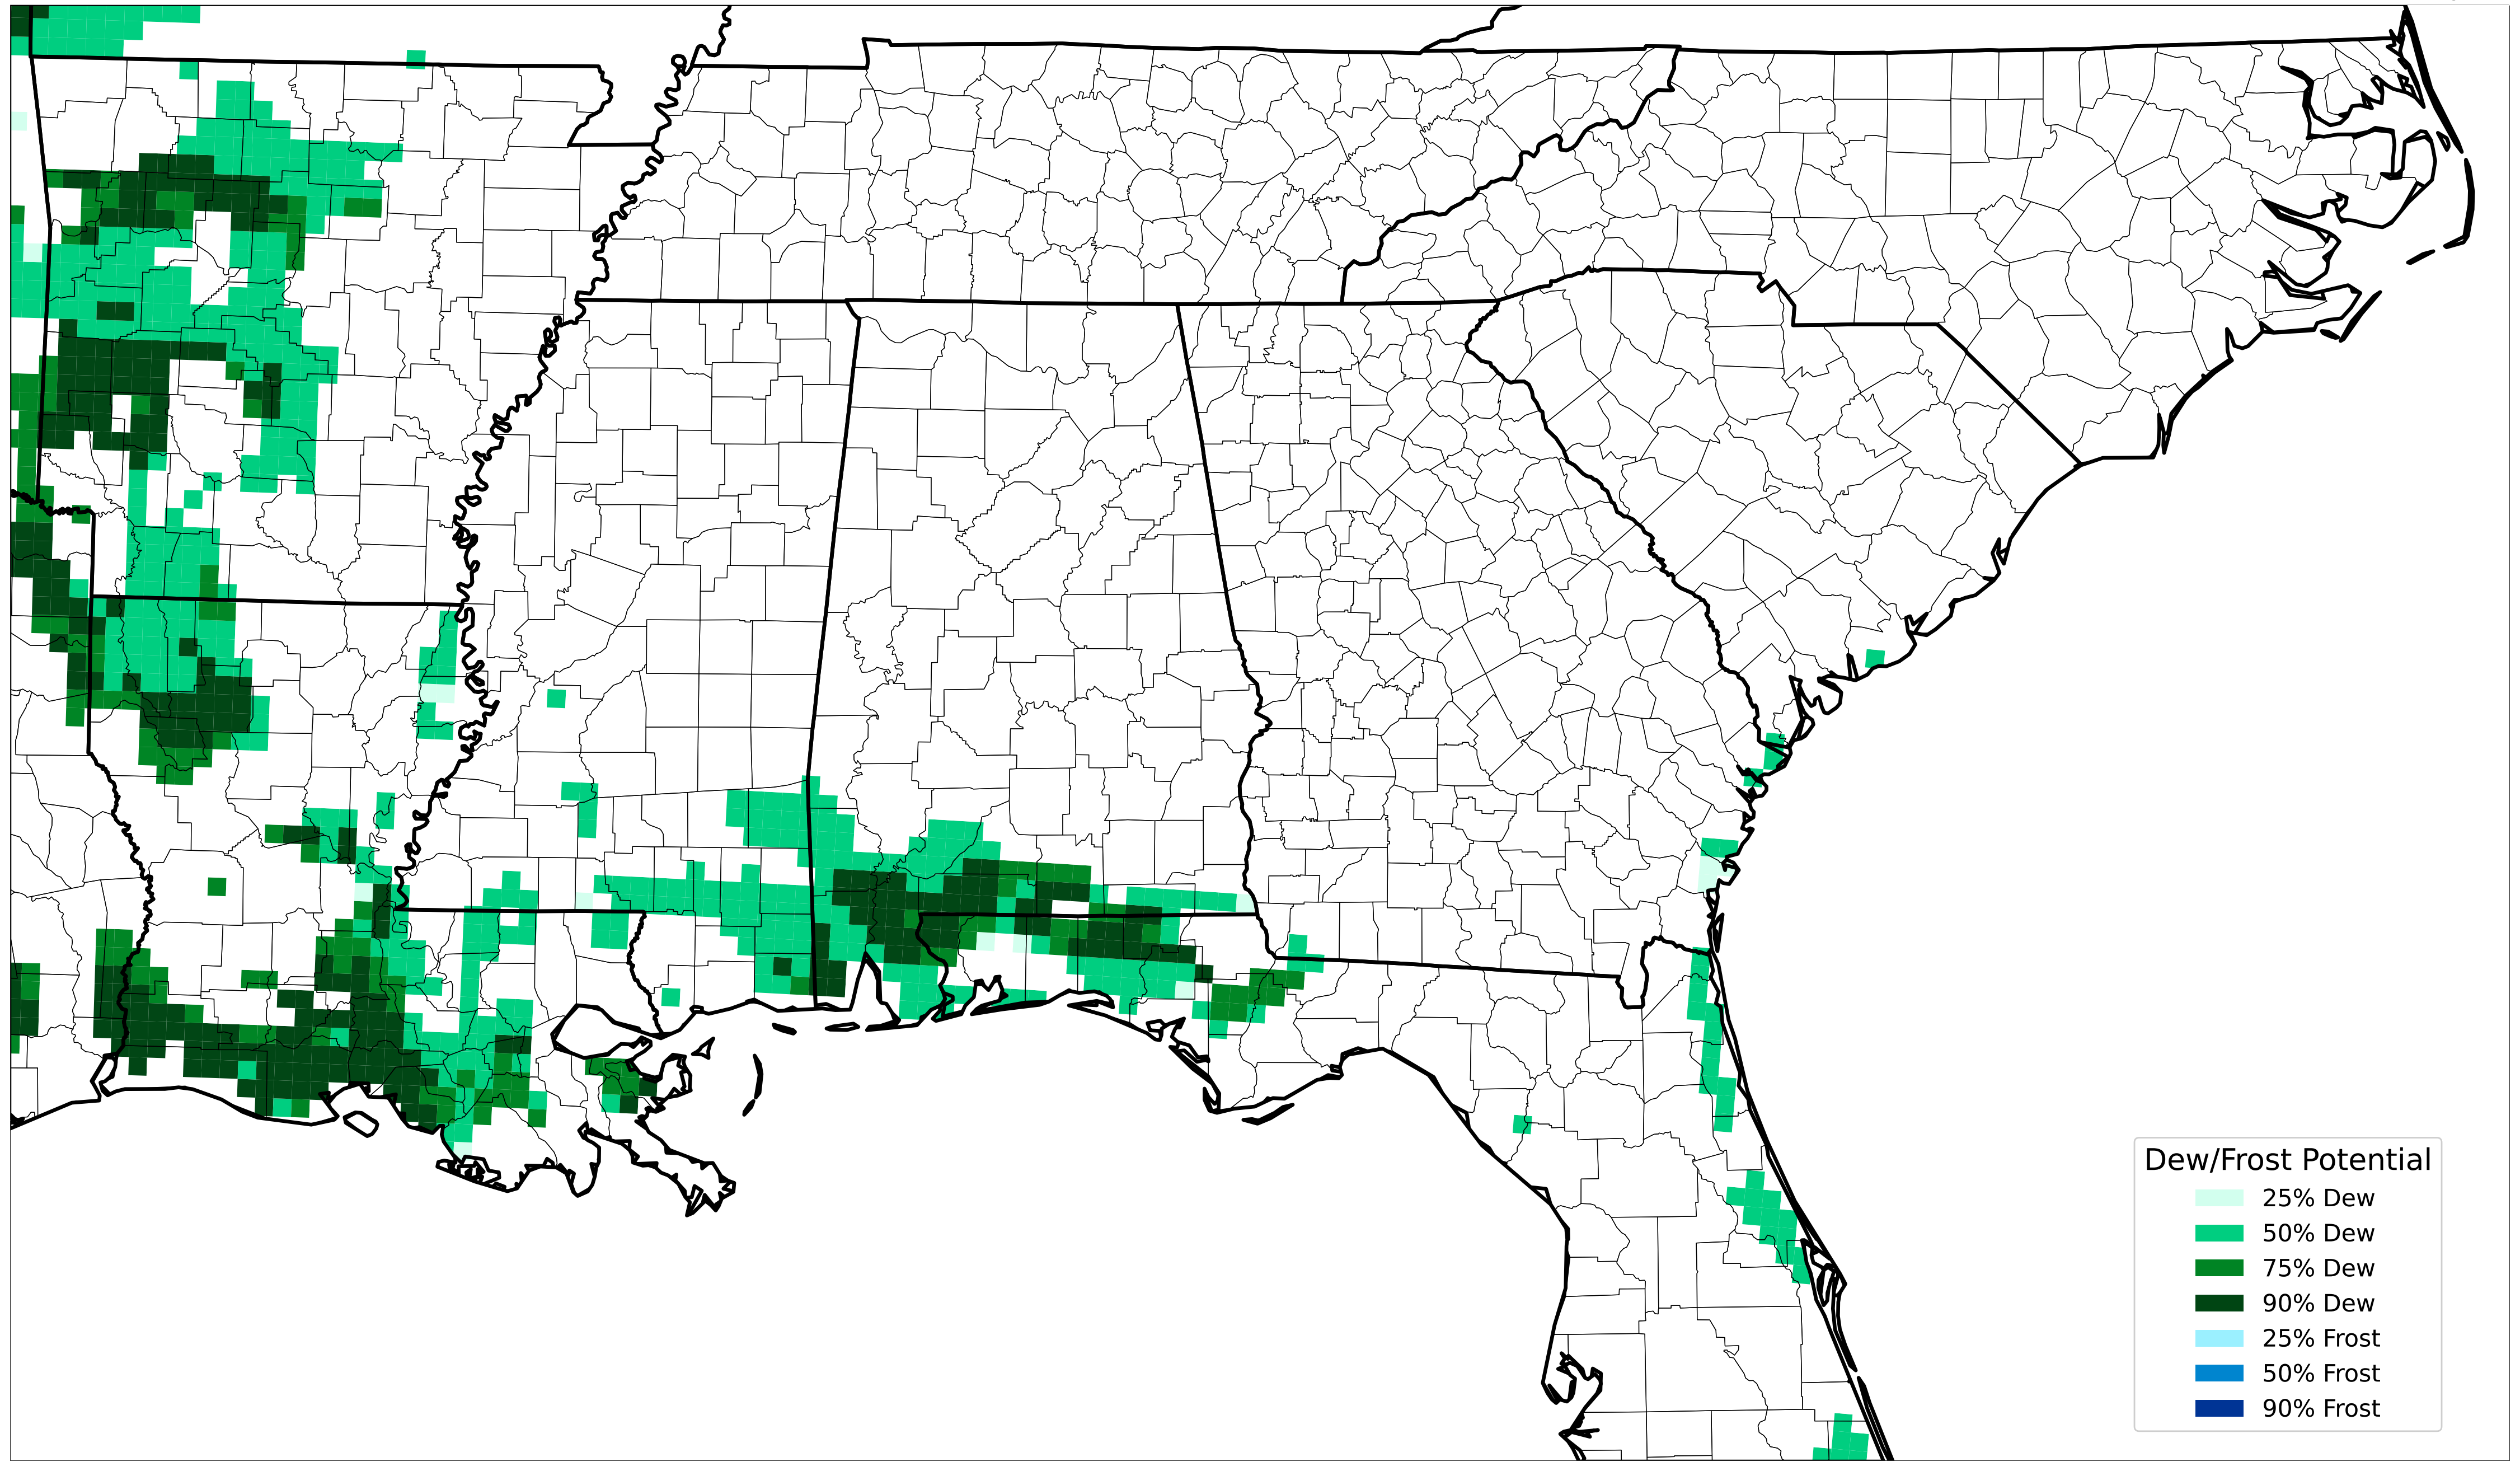 Dew/Frost Potential
25% Dew
50% Dew
75% Dew
90% Dew
25% Frost
50% Frost
90% Frost